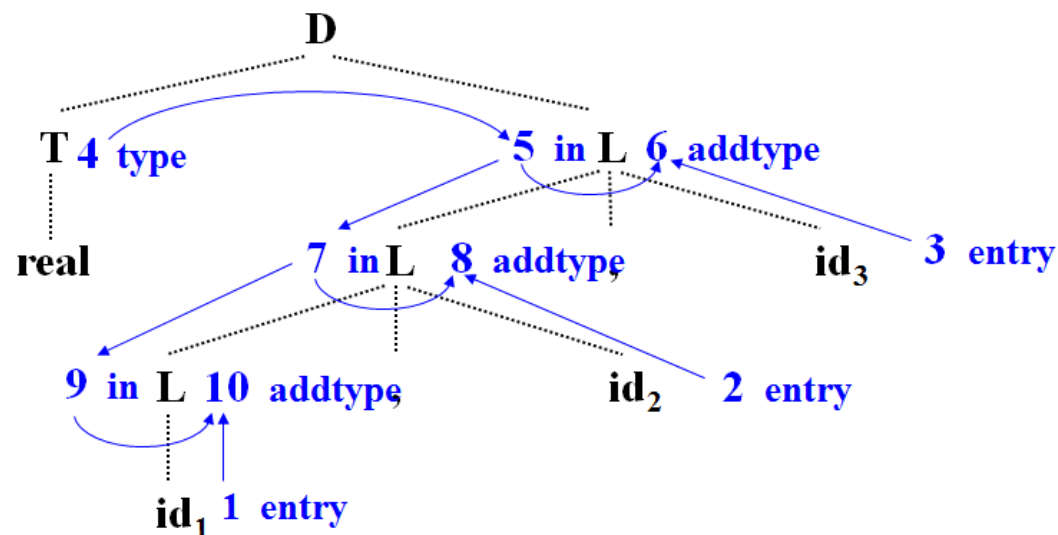 D
T 4 type 5 in L 6 addtype
real 7 in L 8 addtype , id₃ 3 entry
9 in L 10 addtype , id₂ 2 entry
id₁ 1 entry